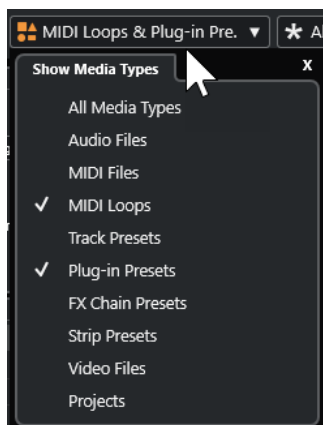 MIDI Loops & Plug-in Pre. ▼ * Al
Show Media Types X
All Media Types
Audio Files
MIDI Files
✓ MIDI Loops
Track Presets
✓ Plug-in Presets
FX Chain Presets
Strip Presets
Video Files
Projects